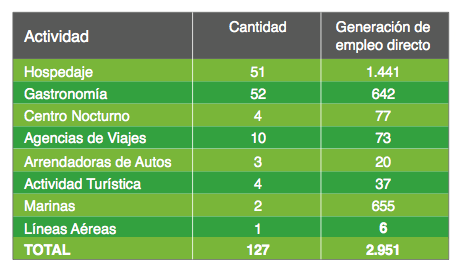 Actividad Cantidad Generación de
empleo directo
Hospedaje 51 1.441
Gastronomía 52 642
Centro Nocturno 4 77
Agencias de Viajes 10 73
Arrendadoras de Autos 3 20
Actividad Turística 4 37
Marinas 2 655
Líneas Aéreas 1 6
TOTAL 127 2.951